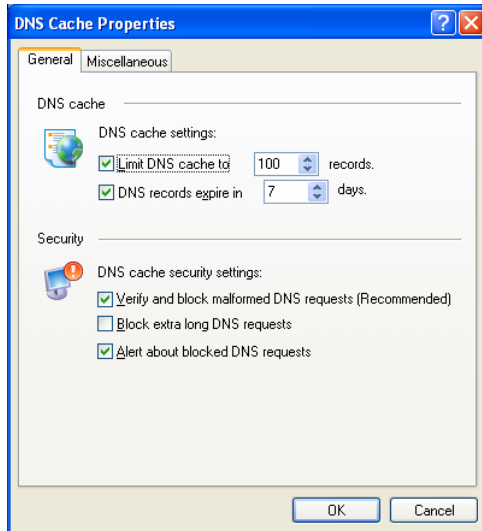 DNS Cache Properties
General Miscellaneous
DNS cache
DNS cache settings:
Limit DNS cache to 100 records.
DNS records expire in 7 days.
Security
DNS cache security settings:
Verify and block malformed DNS requests (Recommended)
Block extra long DNS requests
Alert about blocked DNS requests
OK Cancel